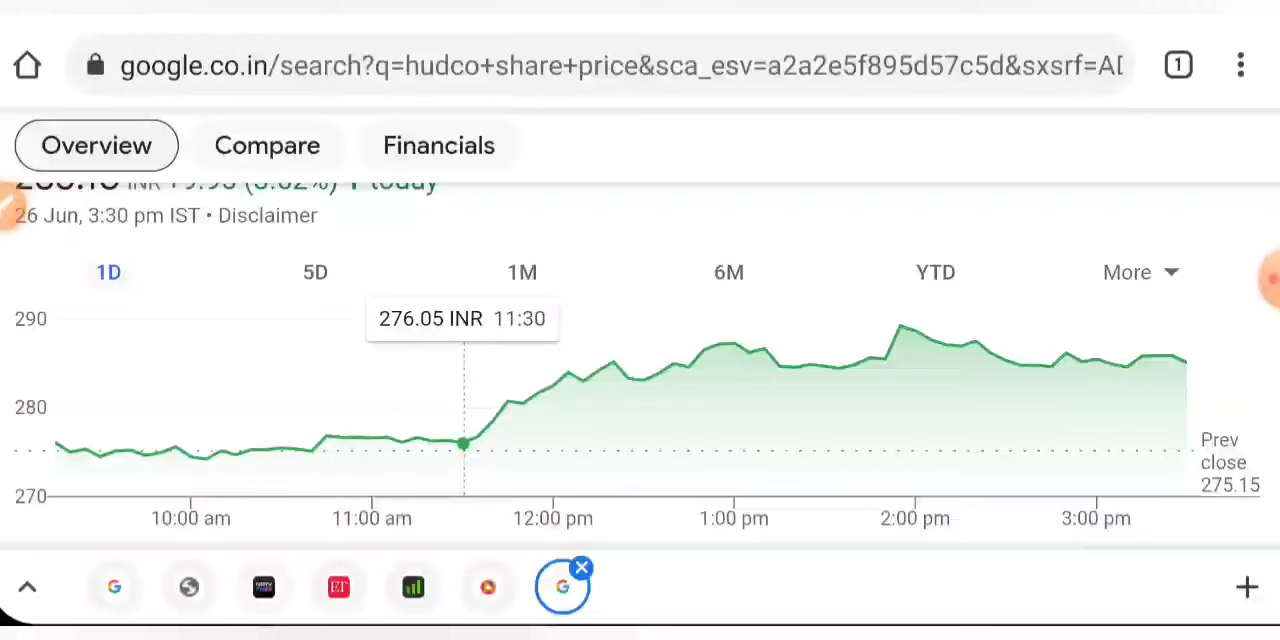 google.co.in/search?q=hudco+share+price&sca_esv=a2a2e5f895d57c5d&sxsrf=A
1
Overview Compare Financials
today
26 Jun, 3:30 pm IST • Disclaimer
1D 5D 1M 6M YTD More
276.05 INR 11:30
290
280
270
Prev
close
275.15
10:00 am 11:00 am 12:00 pm 1:00 pm 2:00 pm 3:00 pm
ET